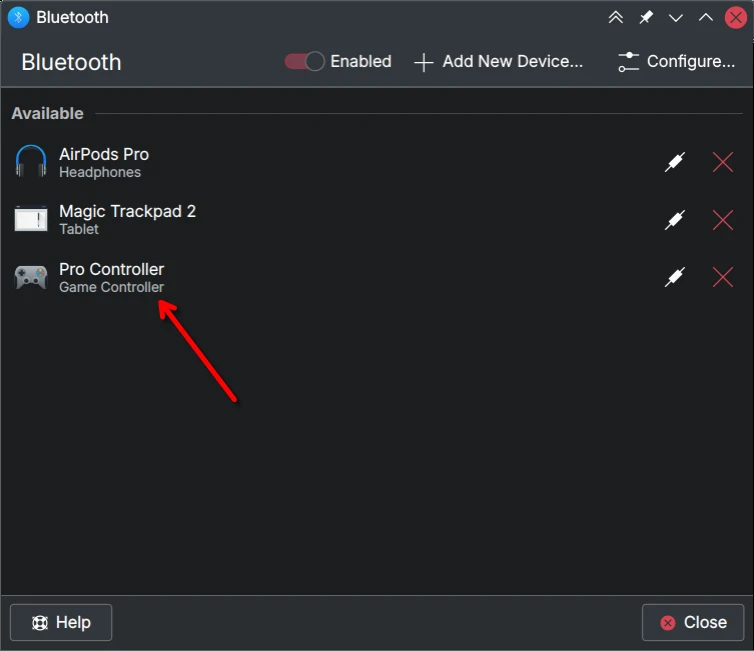 Bluetooth
Bluetooth
Enabled
Add New Device...
Configure...
Available
AirPods Pro
Headphones
Magic Trackpad 2
Tablet
Pro Controller
Game Controller
Help
Close